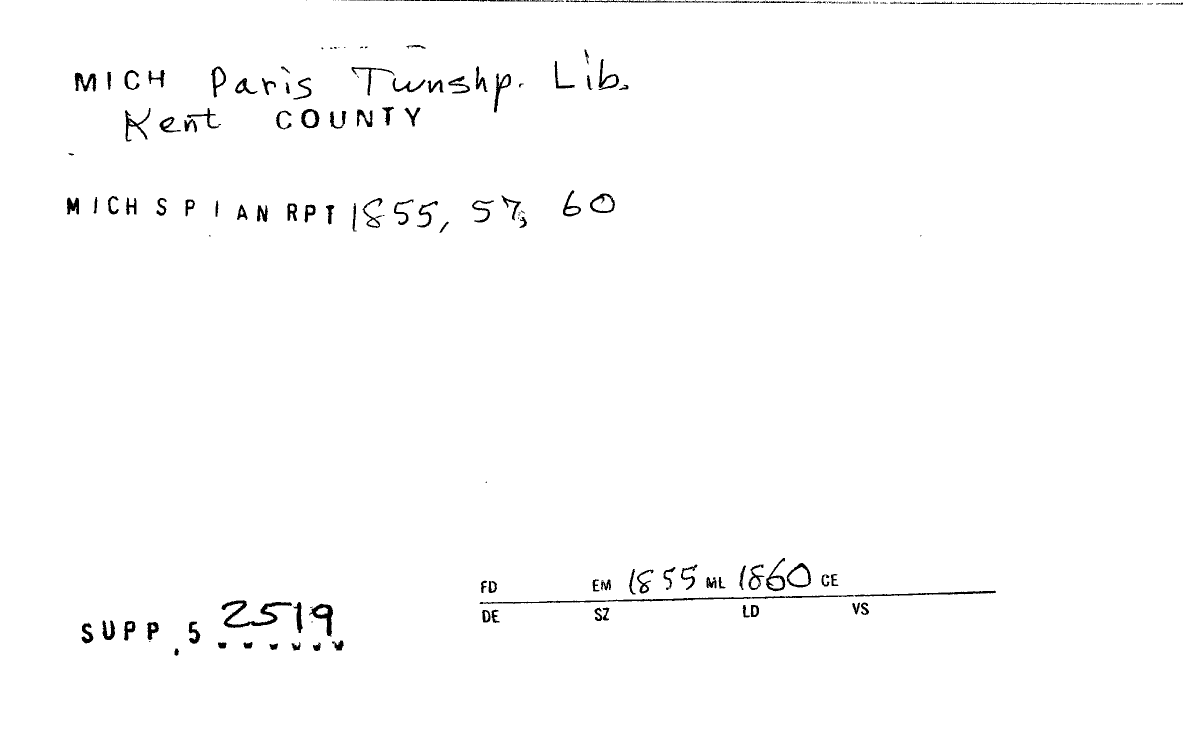 MICH Paris Twnshp. Lib.
Kent COUNTY
MICH S P I AN RPT 1855, 57, 60
FD EM 1855 ML 1860 CE
DE SZ LD VS
SUPP .5 2519